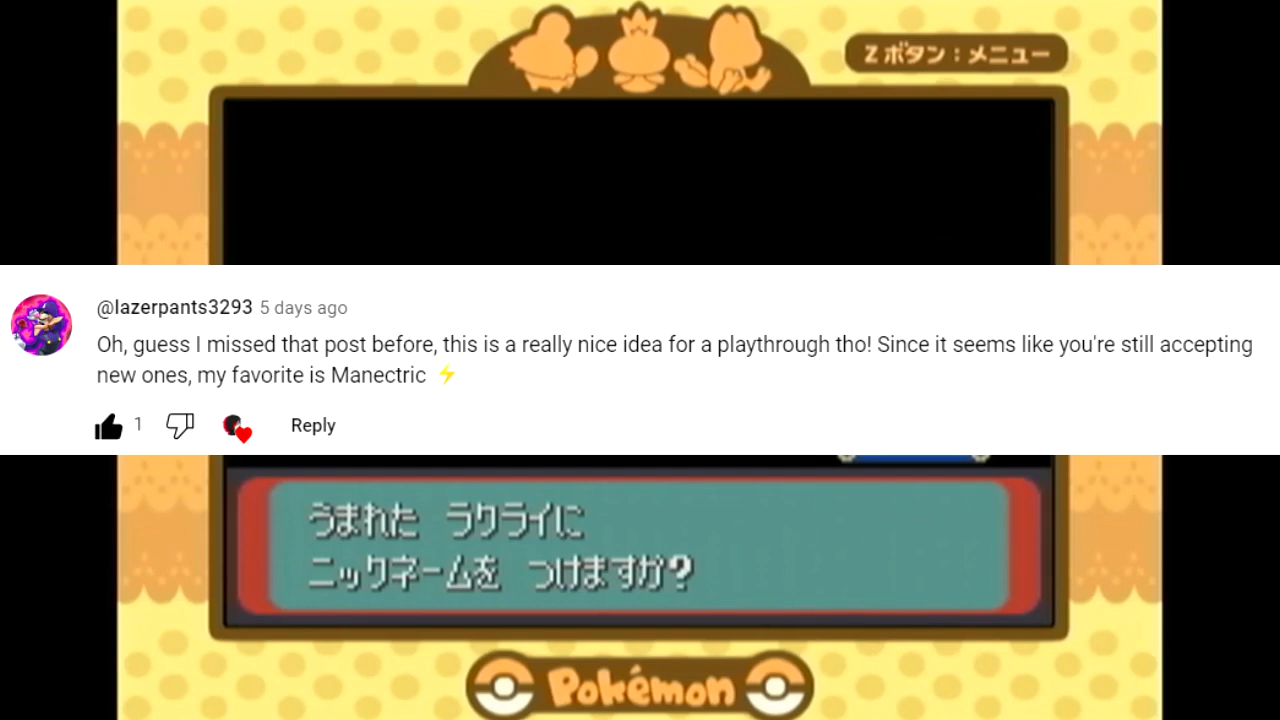 Zボタン：メニュー
@lazerpants3293 5 days ago
Oh, guess I missed that post before, this is a really nice idea for a playthrough tho! Since it seems like you're still accepting
new ones, my favorite is Manectric ⚡
1 Reply
うまれた ラクライに
ニックネームを つけますか?
Pokémon